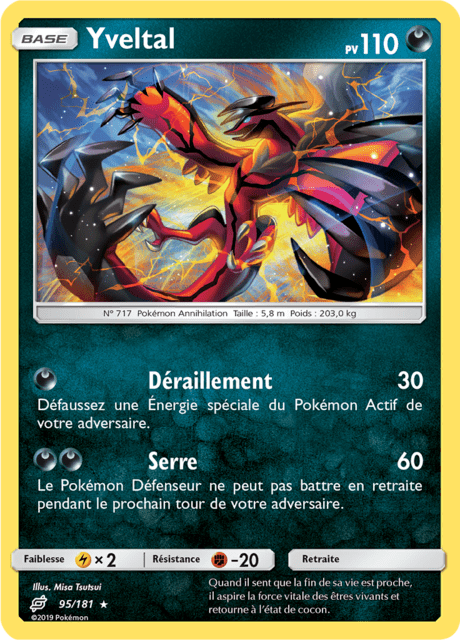 BASE Yveltal PV 110
N° 717 Pokémon Annihilation Taille : 5,8 m Poids : 203,0 kg
Déraillement 30
Défaussez une Énergie spéciale du Pokémon Actif de
votre adversaire.
Serre 60
Le Pokémon Défenseur ne peut pas battre en retraite
pendant le prochain tour de votre adversaire.
Faiblesse × 2 Résistance -20 Retraite
Illus. Misa Tsutsui
95/181 ★
©2019 Pokémon
Quand il sent que la fin de sa vie est proche,
il aspire la force vitale des êtres vivants et
retourne à l'état de cocon.